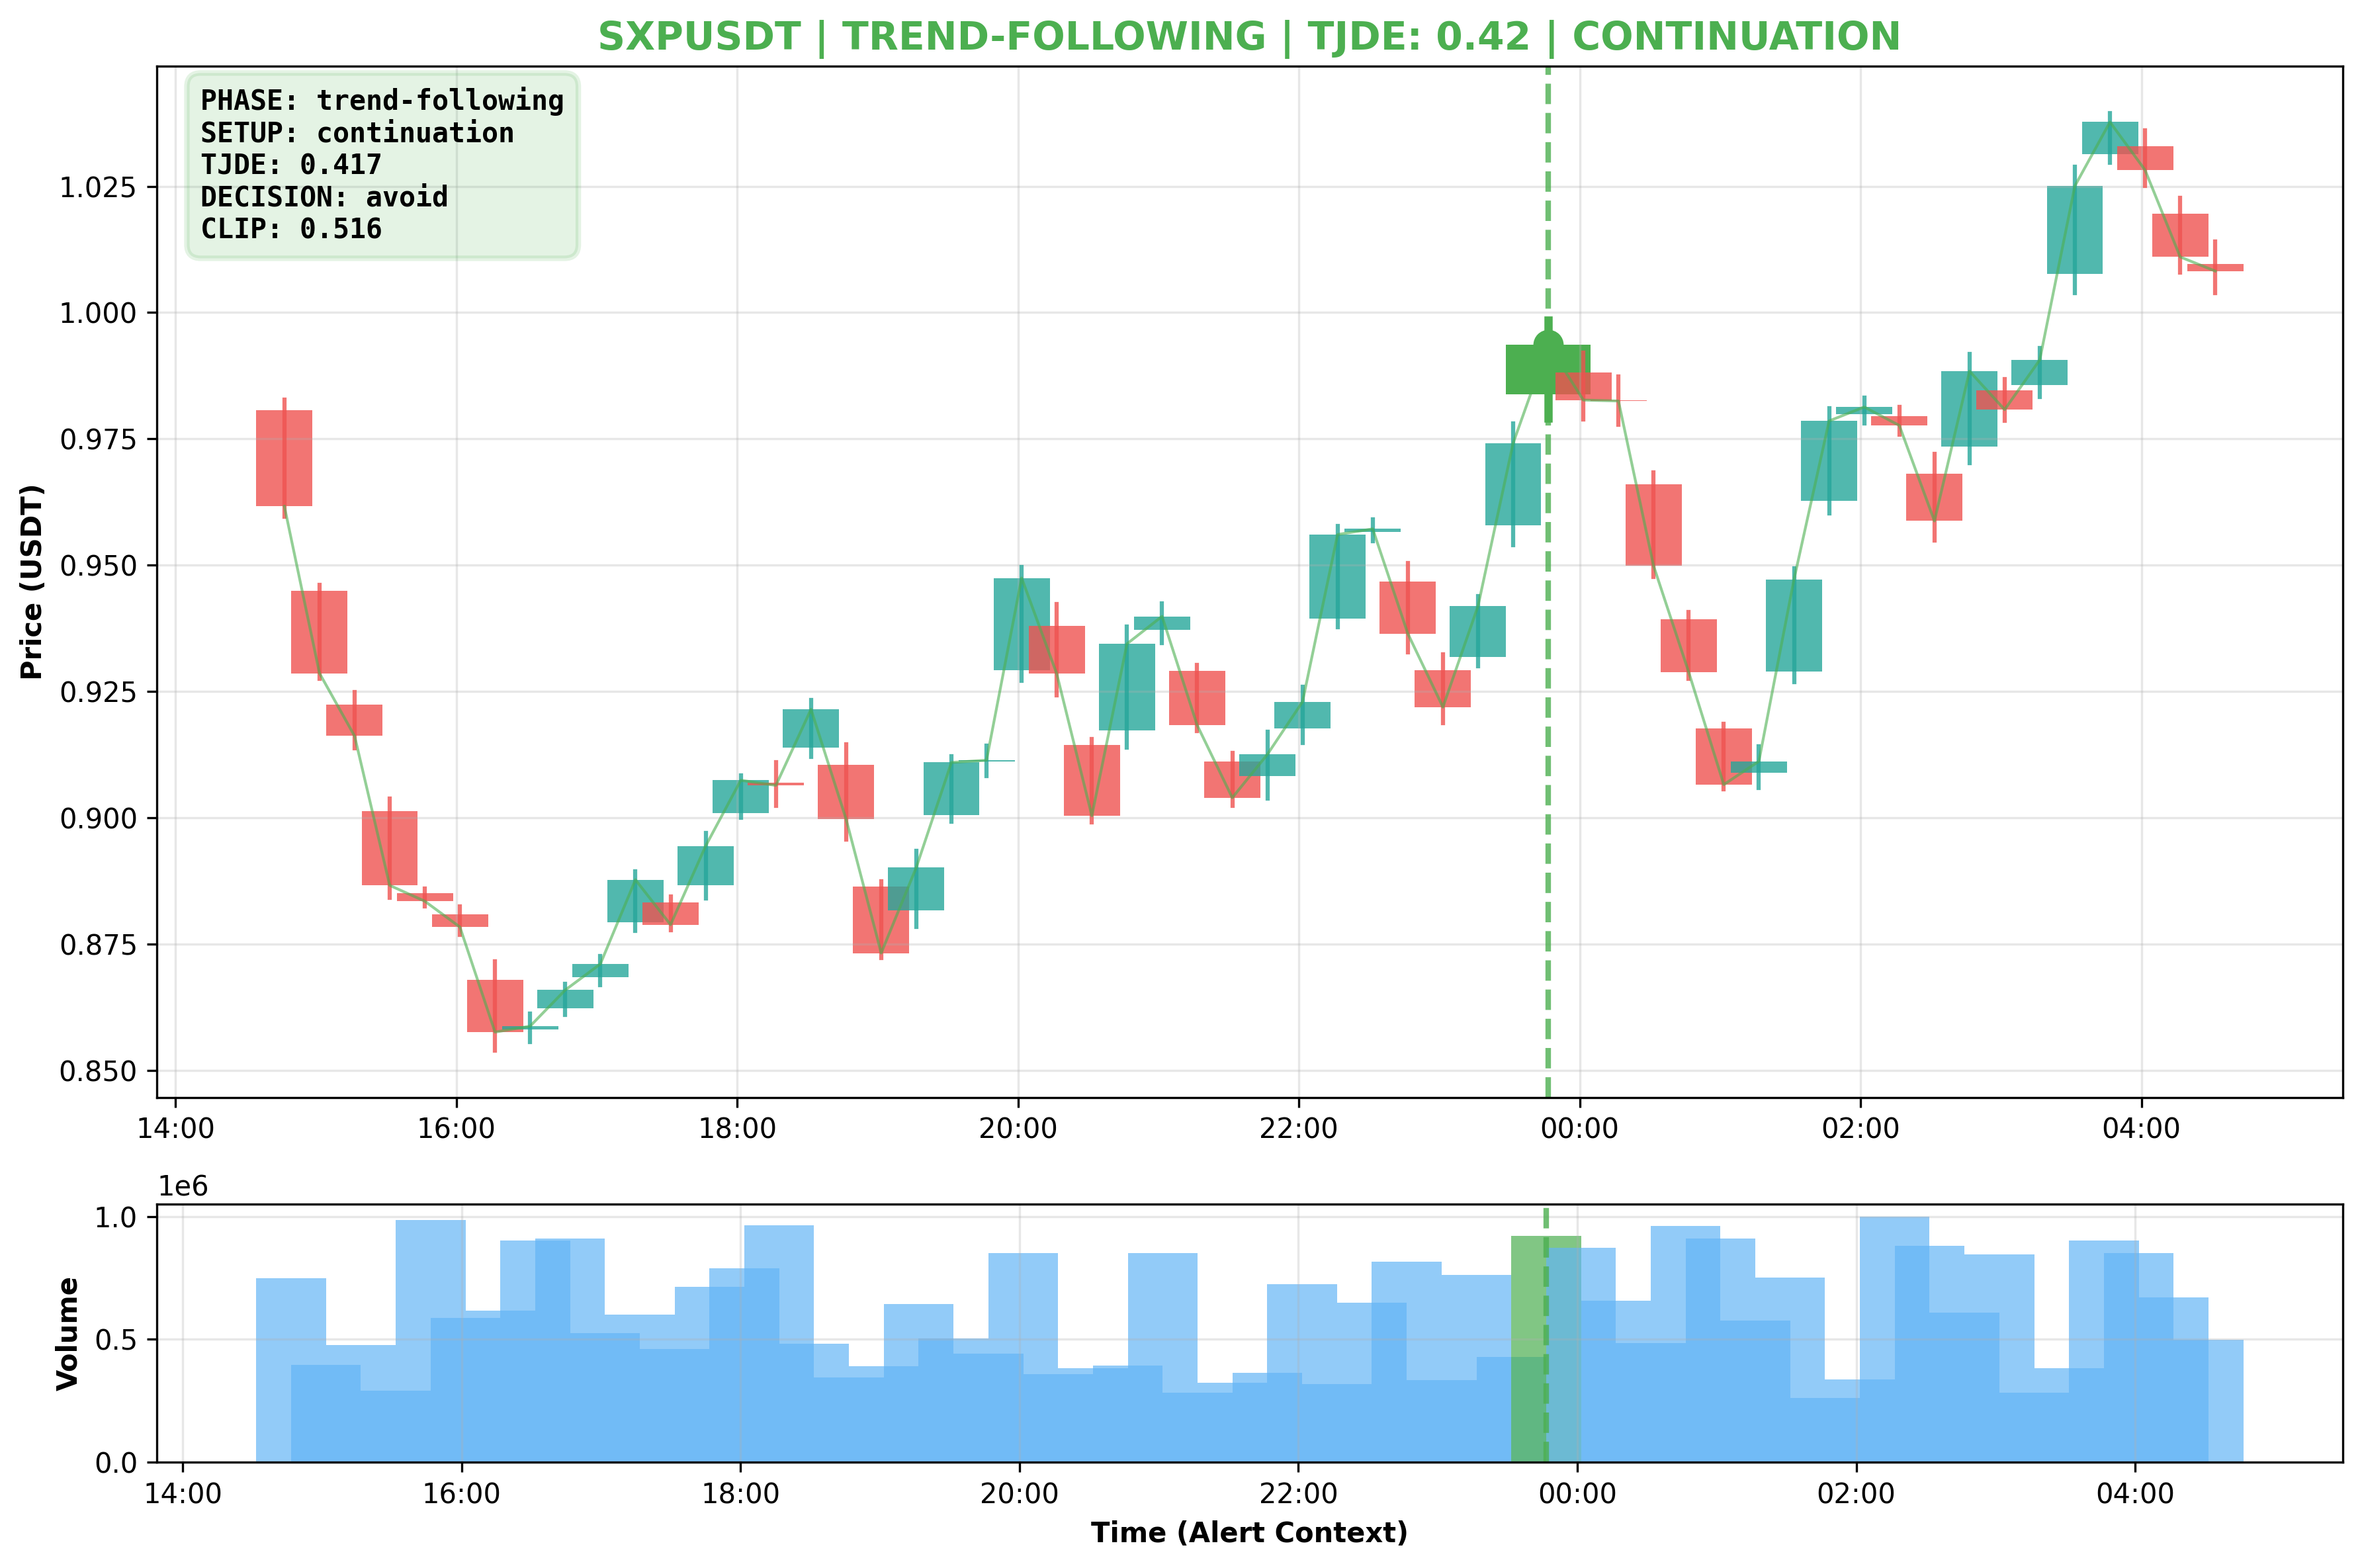 SXPUSDT | TREND-FOLLOWING | TJDE: 0.42 | CONTINUATION
PHASE: trend-following
SETUP: continuation
TJDE: 0.417
DECISION: avoid
CLIP: 0.516
Price (USDT)
1.025
1.000
0.975
0.950
0.925
0.900
0.875
0.850
14:00 16:00 18:00 20:00 22:00 00:00 02:00 04:00
1e6
Volume
1.0
0.5
0.0
14:00 16:00 18:00 20:00 22:00 00:00 02:00 04:00
Time (Alert Context)